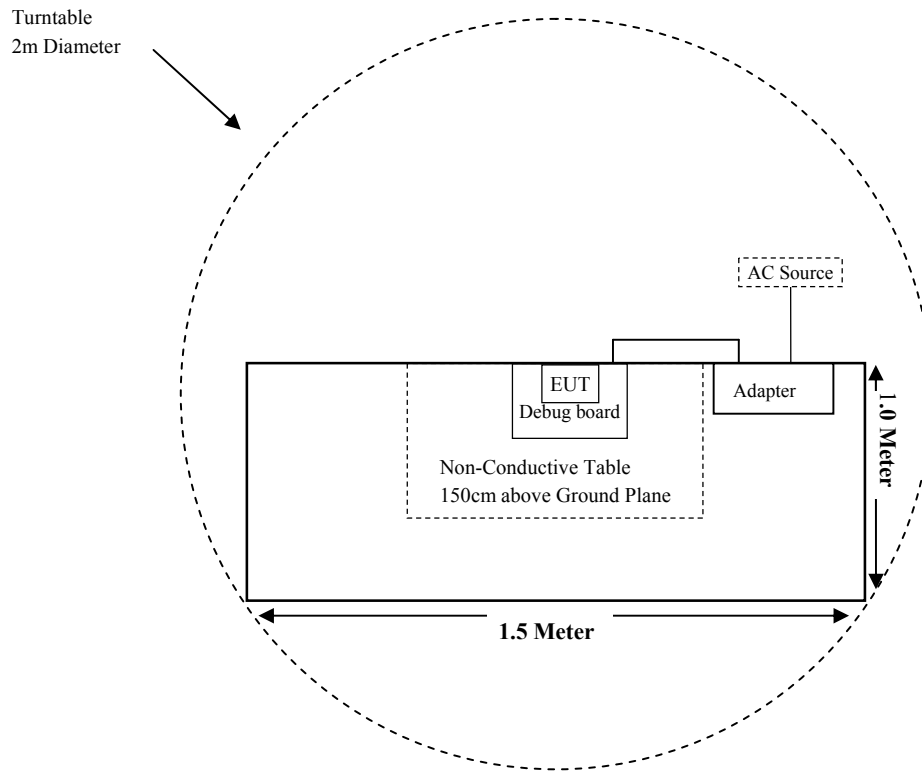 Turntable
2m Diameter
AC Source
EUT
Adapter
Debug board
1.0 Meter
Non-Conductive Table
150cm above Ground Plane
1.5 Meter